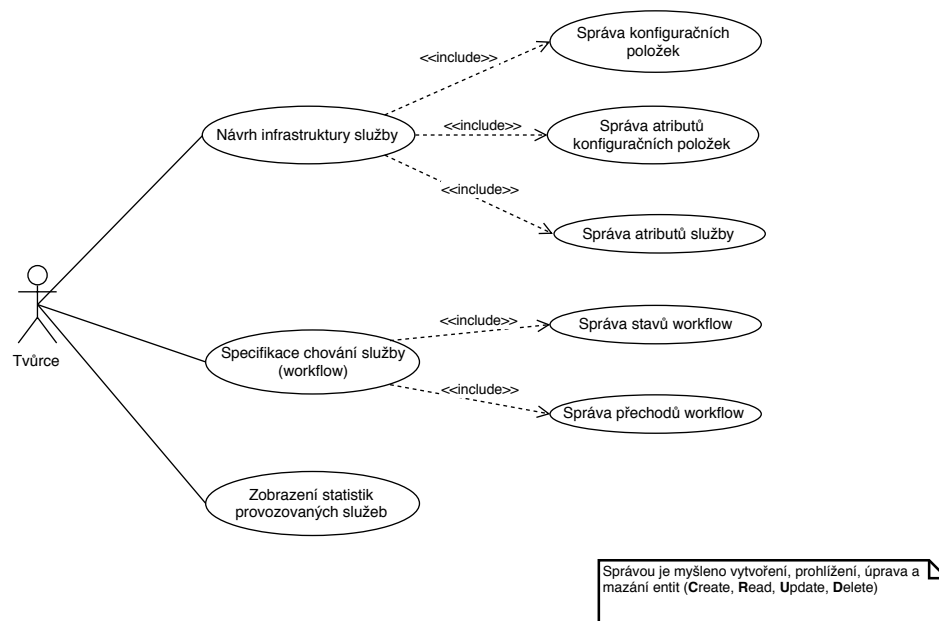 Správa konfiguračních
položek
<<include>>
Návrh infrastruktury služby
<<include>>
Správa atributů
konfiguračních položek
<<include>>
Správa atributů služby
Tvůrce
<<include>>
Správa stavů workflow
Specifikace chování služby
(workflow)
<<include>>
Správa přechodů workflow
Zobrazení statistik
provozovaných služeb
Správou je myšleno vytvoření, prohlížení, úprava a
mazání entit (Create, Read, Update, Delete)